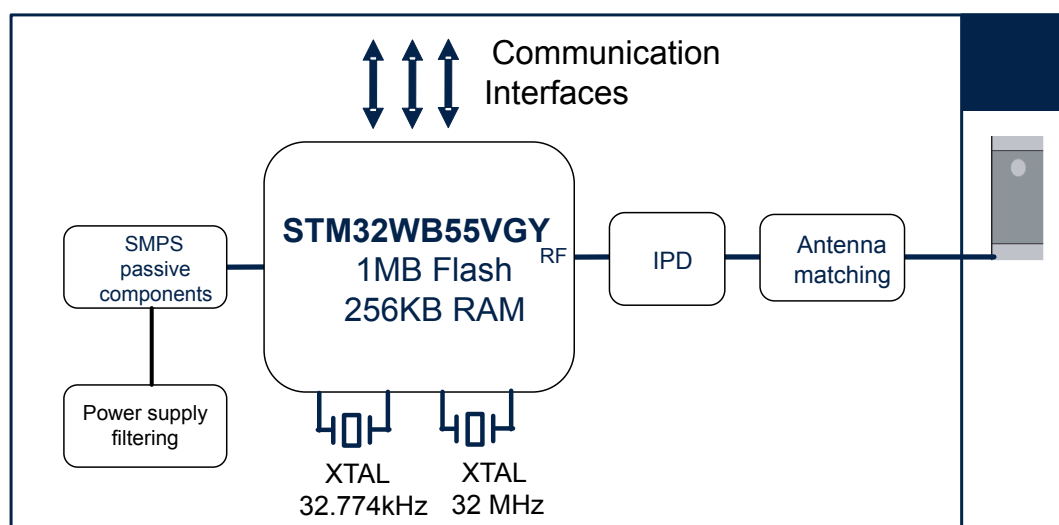 Communication
Interfaces
STM32WB55VGY
1MB Flash
256KB RAM
RF
SMPS
passive
components
Power supply
filtering
IPD
Antenna
matching
XTAL
32.774kHz
XTAL
32 MHz